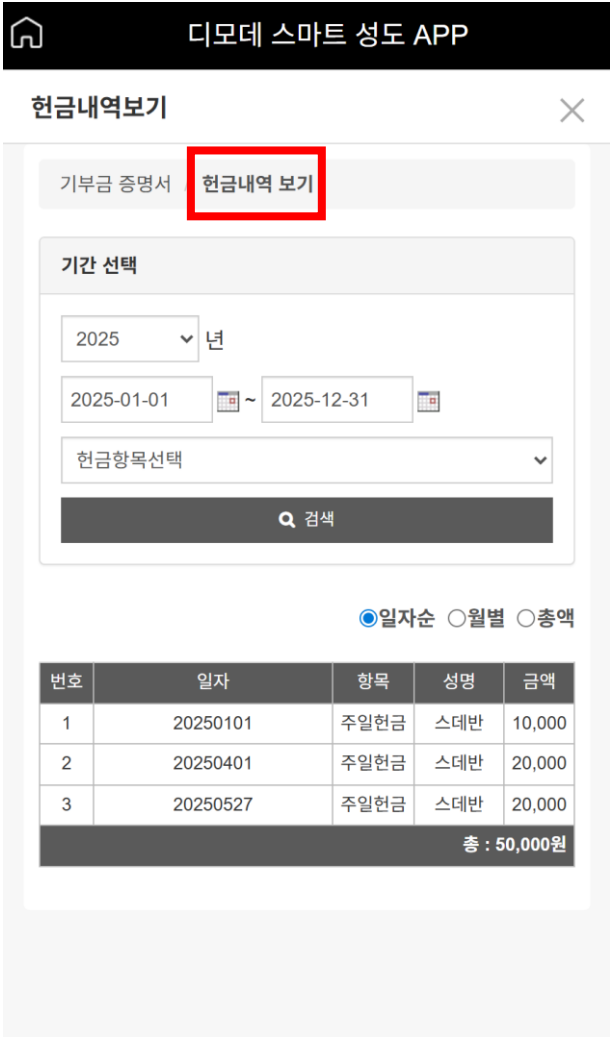 디모데 스마트 성도 APP
헌금내역보기
기부금 증명서 / 헌금내역 보기
기간 선택
2025 년
2025-01-01 ~ 2025-12-31
헌금항목선택
검색
일자순 월별 총액
번호 일자 항목 성명 금액
1 20250101 주일헌금 스데반 10,000
2 20250401 주일헌금 스데반 20,000
3 20250527 주일헌금 스데반 20,000
총 : 50,000원